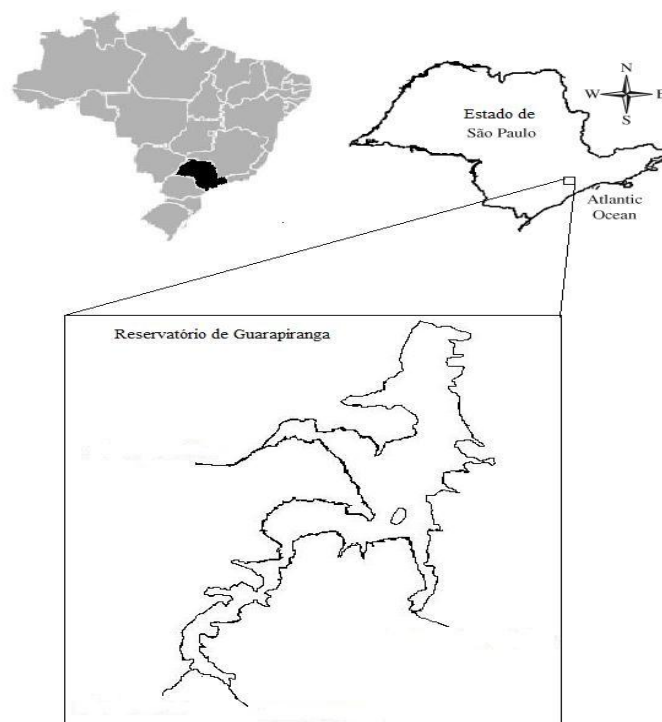 N
W E
S
Estado de
São Paulo
Atlantic
Ocean
Reservatório de Guarapiranga